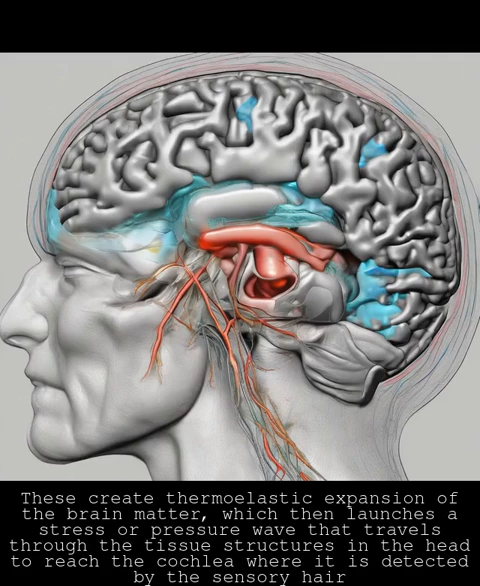 These create thermoelastic expansion of
the brain matter, which then launches a
stress or pressure wave that travels
through the tissue structures in the head
to reach the cochlea where it is detected
by the sensory hair